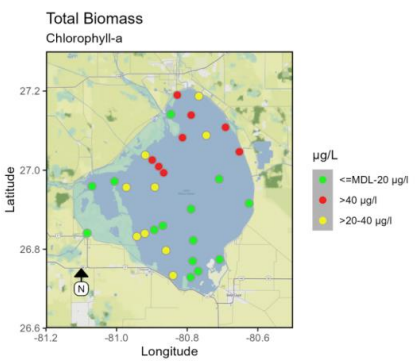 Total Biomass
Chlorophyll-a
27.2
27.0
26.8
26.6
Latitude
-81.2
-81.0
-80.8
-80.6
Longitude
N
µg/L
<=MDL-20 µg/l
>40 µg/l
>20-40 µg/l